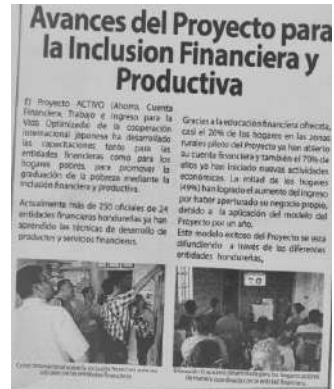 Avances del Proyecto para
la Inclusion Financiera y
Productiva
El Proyecto ACTIVO (Ahorro, Cuenta
Financiera, Trabajo e Ingreso para la
Vida Optimizada) de la cooperación
internacional japonesa ha desarrollado
las capacitaciones tanto para las
entidades financieras como para los
hogares pobres, para promover la
graduación de la pobreza mediante la
inclusión financiera y productiva.
Actualmente más de 250 oficiales de 24
entidades financieras hondureñas ya han
aprendido las técnicas de desarrollo de
productos y servicios financieros.
Gracias a la educación financiera ofrecida,
casi el 20% de los hogares en las zonas
rurales piloto del Proyecto ya han abierto
su cuenta financiera y también el 70% de
ellos ya han iniciado nuevas actividades
económicas. La mitad de los hogares
(49%) han logrado el aumento del ingreso
por haber aperturado su negocio propio,
debido a la aplicación del modelo del
Proyecto por un año.
Este modelo exitoso del Proyecto se está
difundiendo a través de las diferentes
entidades hondureñas.